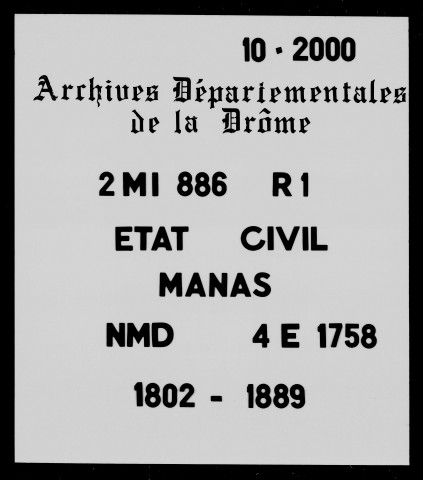 10 · 2000
Archives Départementales
de la Drôme
2 MI 886 R 1
ETAT CIVIL
MANAS
NMD 4 E 1758
1802 - 1889